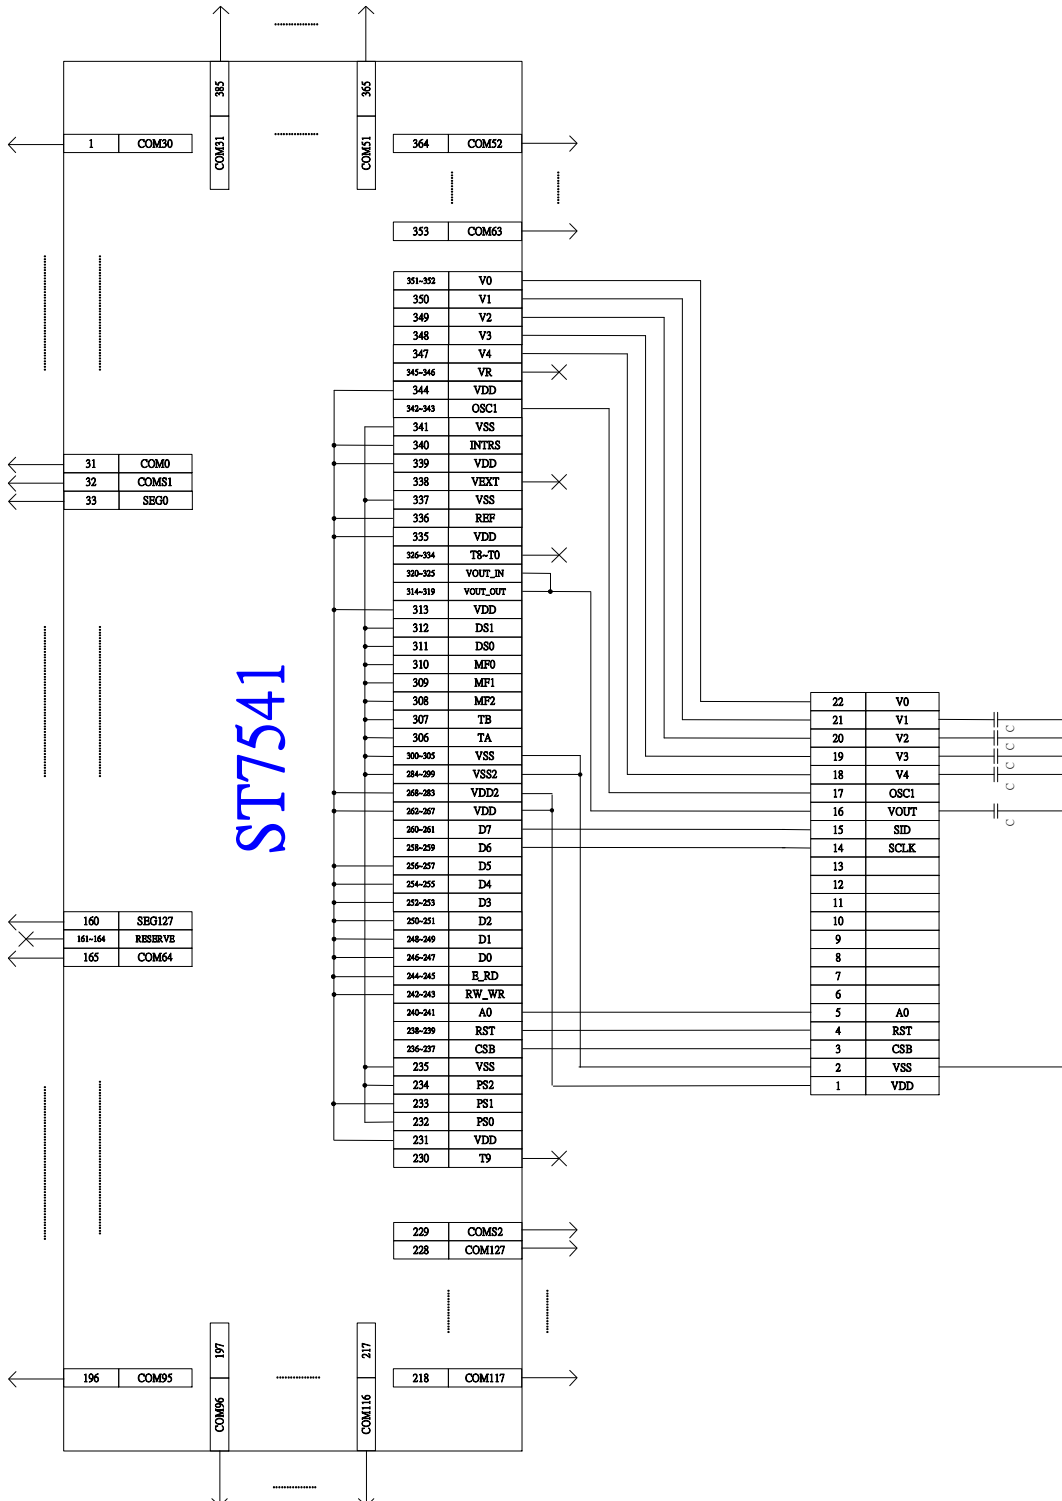 385
COM31
365
COM51
1 COM30
364 COM52
353 COM63
351~352 V0
350 V1
349 V2
348 V3
347 V4
345~346 VR
344 VDD
342~343 OSC1
341 VSS
340 INTRS
339 VDD
338 VEXT
337 VSS
336 REF
335 VDD
326~334 T8~T0
320~325 VOUT_IN
314~319 VOUT_OUT
313 VDD
312 DS1
311 DS0
310 MF0
309 MF1
308 MF2
307 TB
306 TA
300~305 VSS
284~299 VSS2
268~283 VDD2
262~267 VDD
260~261 D7
258~259 D6
256~257 D5
254~255 D4
252~253 D3
250~251 D2
248~249 D1
246~247 D0
244~245 E_RD
242~243 RW_WR
240~241 A0
238~239 RST
236~237 CSB
235 VSS
234 PS2
233 PS1
232 PS0
231 VDD
230 T9
229 COMS2
228 COM127
218 COM117
31 COM0
32 COMS1
33 SEG0
ST7541
160 SEG127
161~164 RESERVE
165 COM64
196 COM95
197
COM96
217
COM116
22 V0
21 V1
C
20 V2
C
19 V3
C
18 V4
C
17 OSC1
16 VOUT
C
15 SID
14 SCLK
13
12
11
10
9
8
7
6
5 A0
4 RST
3 CSB
2 VSS
1 VDD